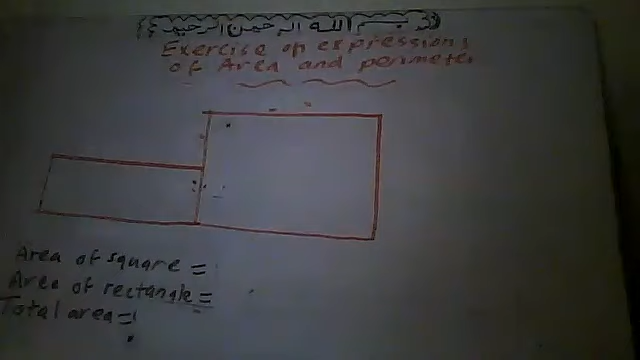 بسم الله الرحمن الرحيم
Exercise on expressions
of Area and perimeter
Area of square =
Area of rectangle =
Total area =